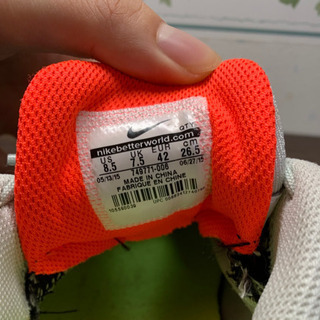 nikebetterworld.com
US UK EUR cm
8.5 7.5 42 26.5
05/13/15 749771-006 06/27/15
MADE IN CHINA
FABRIQUE EN CHINE
UPC